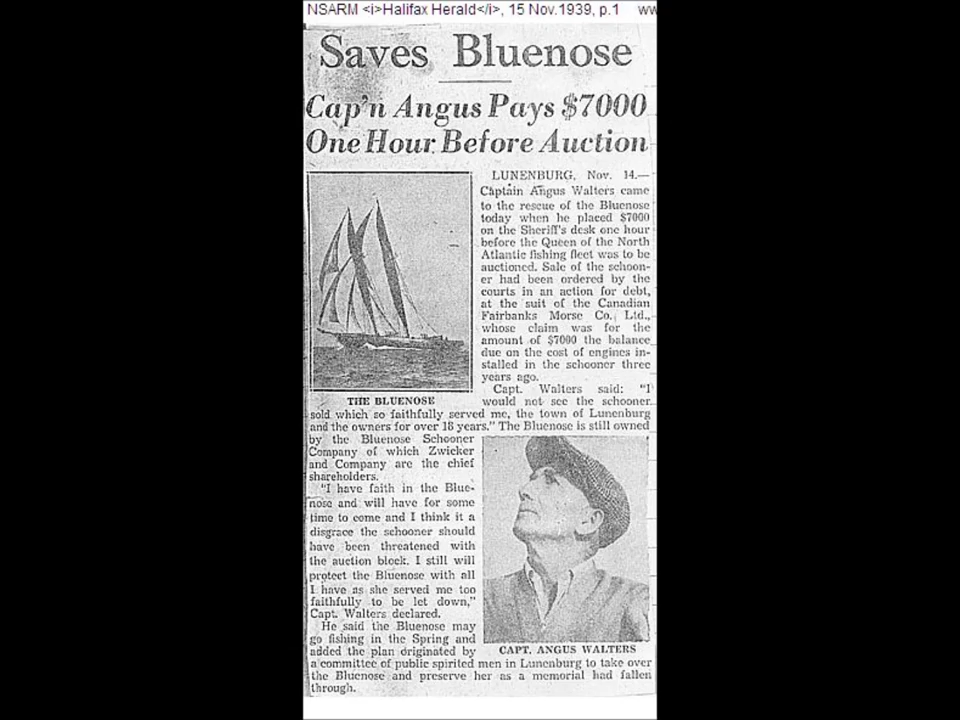 NSARM <i>Halifax Herald</i>, 15 Nov.1939, p.1 ww
Saves Bluenose
Cap'n Angus Pays $7000
One Hour Before Auction
LUNENBURG, Nov. 14.—
Captain Angus Walters came
to the rescue of the Bluenose
today when he placed $7000
on the Sheriff's desk one hour
before the Queen of the North
Atlantic fishing fleet was to be
auctioned. Sale of the schoon-
er had been ordered by the
courts in an action for debt,
at the suit of the Canadian
Fairbanks Morse Co., Ltd.,
whose claim was for the
amount of $7000 the balance
due on the cost of engines in-
stalled in the schooner three
years ago.
Capt. Walters said: "I
would not see the schooner
THE BLUENOSE
sold which so faithfully served me, the town of Lunenburg
and the owners for over 18 years." The Bluenose is still owned
by the Bluenose Schooner
Company of which Zwicker
and Company are the chief
shareholders.
"I have faith in the Blue-
nose and will have for some
time to come and I think it a
disgrace the schooner should
have been threatened with
the auction block. I still will
protect the Bluenose with all
I have as she served me too
faithfully to be let down,"
Capt. Walters declared.
He said the Bluenose may
go fishing in the Spring and
added the plan originated by
CAPT. ANGUS WALTERS
a committee of public spirited men in Lunenburg to take over
the Bluenose and preserve her as a memorial had fallen
through.